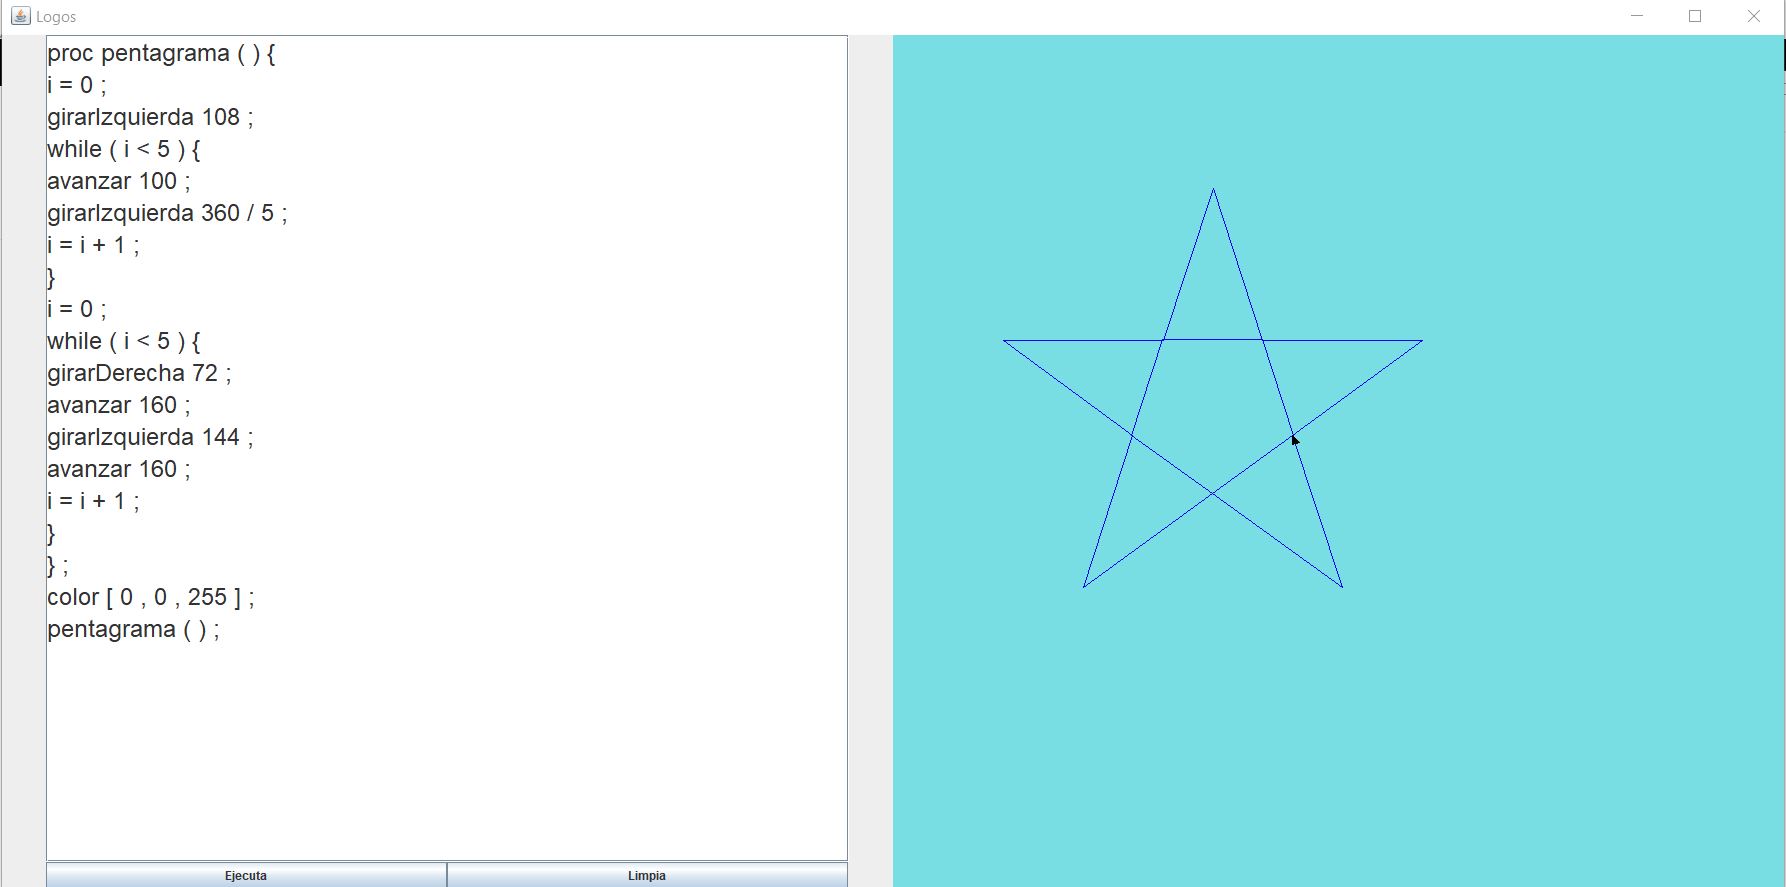 Logos
proc pentagrama ( ) {
i = 0 ;
girarIzquierda 108 ;
while ( i < 5 ) {
avanzar 100 ;
girarIzquierda 360 / 5 ;
i = i + 1 ;
}
i = 0 ;
while ( i < 5 ) {
girarDerecha 72 ;
avanzar 160 ;
girarIzquierda 144 ;
avanzar 160 ;
i = i + 1 ;
}
} ;
color [ 0 , 0 , 255 ] ;
pentagrama ( ) ;
Ejecuta
Limpia